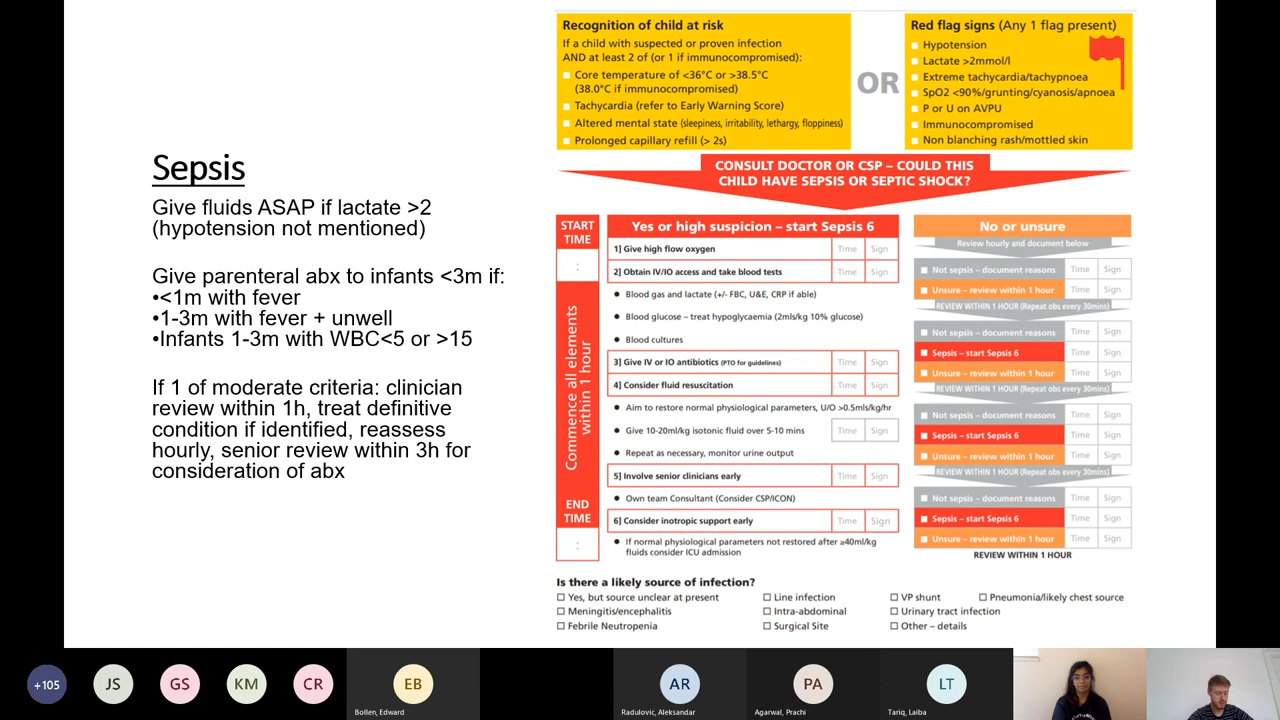 Sepsis
Give fluids ASAP if lactate >2
(hypotension not mentioned)
Give parenteral abx to infants <3m if:
•<1m with fever
•1-3m with fever + unwell
•Infants 1-3m with WBC<5 or >15
If 1 of moderate criteria: clinician
review within 1h, treat definitive
condition if identified, reassess
hourly, senior review within 3h for
consideration of abx
Recognition of child at risk
If a child with suspected or proven infection
AND at least 2 of (or 1 if immunocompromised):
Core temperature of <36°C or >38.5°C
(38.0°C if immunocompromised)
Tachycardia (refer to Early Warning Score)
Altered mental state (sleepiness, irritability, lethargy, floppiness)
Prolonged capillary refill (> 2s)
OR
Red flag signs (Any 1 flag present)
Hypotension
Lactate >2mmol/l
Extreme tachycardia/tachypnoea
SpO2 <90%/grunting/cyanosis/apnoea
P or U on AVPU
Immunocompromised
Non blanching rash/mottled skin
CONSULT DOCTOR OR CSP – COULD THIS
CHILD HAVE SEPSIS OR SEPTIC SHOCK?
START
TIME
:
Commence all elements
within 1 hour
END
TIME
:
Yes or high suspicion – start Sepsis 6
1] Give high flow oxygen Time Sign
2] Obtain IV/IO access and take blood tests Time Sign
• Blood gas and lactate (+/- FBC, U&E, CRP if able)
• Blood glucose – treat hypoglycaemia (2mls/kg 10% glucose)
• Blood cultures
3] Give IV or IO antibiotics (PTO for guidelines) Time Sign
4] Consider fluid resuscitation Time Sign
• Aim to restore normal physiological parameters, U/O >0.5mls/kg/hr
• Give 10-20ml/kg isotonic fluid over 5-10 mins Time Sign
• Repeat as necessary, monitor urine output
5] Involve senior clinicians early Time Sign
• Own team Consultant (Consider CSP/ICON)
6] Consider inotropic support early Time Sign
• If normal physiological parameters not restored after ≥40ml/kg
fluids consider ICU admission
No or unsure
Review hourly and document below
Not sepsis – document reasons Time Sign
Unsure – review within 1 hour Time Sign
REVIEW WITHIN 1 HOUR (Repeat obs every 30mins)
Not sepsis – document reasons Time Sign
Sepsis – start Sepsis 6 Time Sign
Unsure – review within 1 hour Time Sign
REVIEW WITHIN 1 HOUR (Repeat obs every 30mins)
Not sepsis – document reasons Time Sign
Sepsis – start Sepsis 6 Time Sign
Unsure – review within 1 hour Time Sign
REVIEW WITHIN 1 HOUR (Repeat obs every 30mins)
Not sepsis – document reasons Time Sign
Sepsis – start Sepsis 6 Time Sign
Unsure – review within 1 hour Time Sign
REVIEW WITHIN 1 HOUR
Is there a likely source of infection?
Yes, but source unclear at present Line infection VP shunt Pneumonia/likely chest source
Meningitis/encephalitis Intra-abdominal Urinary tract infection
Febrile Neutropenia Surgical Site Other – details
+105 JS GS KM CR EB AR PA LT
Bollen, Edward Radulovic, Aleksandar Agarwal, Prachi Tariq, Laiba